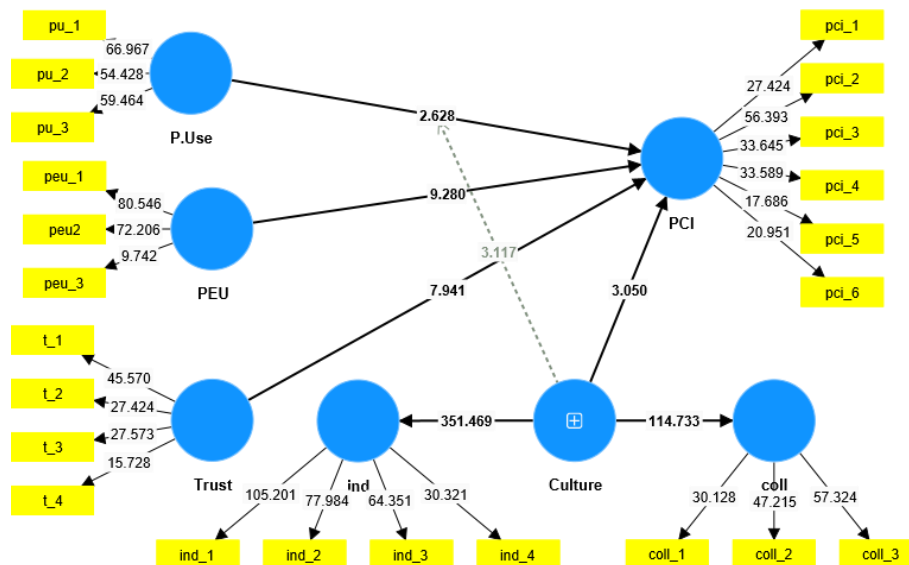 pu_1
66.967
pu_2
54.428
59.464
pu_3
P.Use
pci_1
27.424
pci_2
56.393
pci_3
33.645
33.589
pci_4
17.686
20.951
pci_5
pci_6
PCI
2.628
peu_1
80.546
peu2
72.206
9.742
peu_3
PEU
9.280
3.117
7.941
3.050
t_1
45.570
t_2
27.424
27.573
t_3
15.728
t_4
Trust
ind
351.469
Culture
114.733
coll
105.201
77.984
64.351
30.321
30.128
47.215
57.324
ind_1
ind_2
ind_3
ind_4
coll_1
coll_2
coll_3